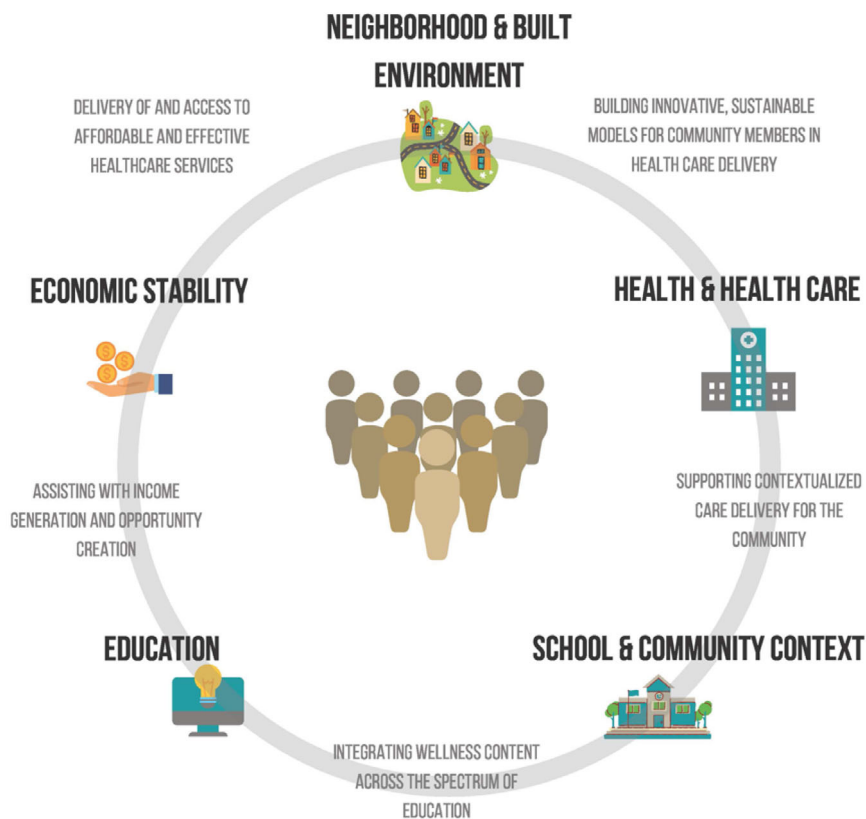 NEIGHBORHOOD & BUILT
ENVIRONMENT
DELIVERY OF AND ACCESS TO
AFFORDABLE AND EFFECTIVE
HEALTHCARE SERVICES
BUILDING INNOVATIVE, SUSTAINABLE
MODELS FOR COMMUNITY MEMBERS IN
HEALTH CARE DELIVERY
ECONOMIC STABILITY
HEALTH & HEALTH CARE
ASSISTING WITH INCOME
GENERATION AND OPPORTUNITY
CREATION
SUPPORTING CONTEXTUALIZED
CARE DELIVERY FOR THE
COMMUNITY
EDUCATION
SCHOOL & COMMUNITY CONTEXT
INTEGRATING WELLNESS CONTENT
ACROSS THE SPECTRUM OF
EDUCATION